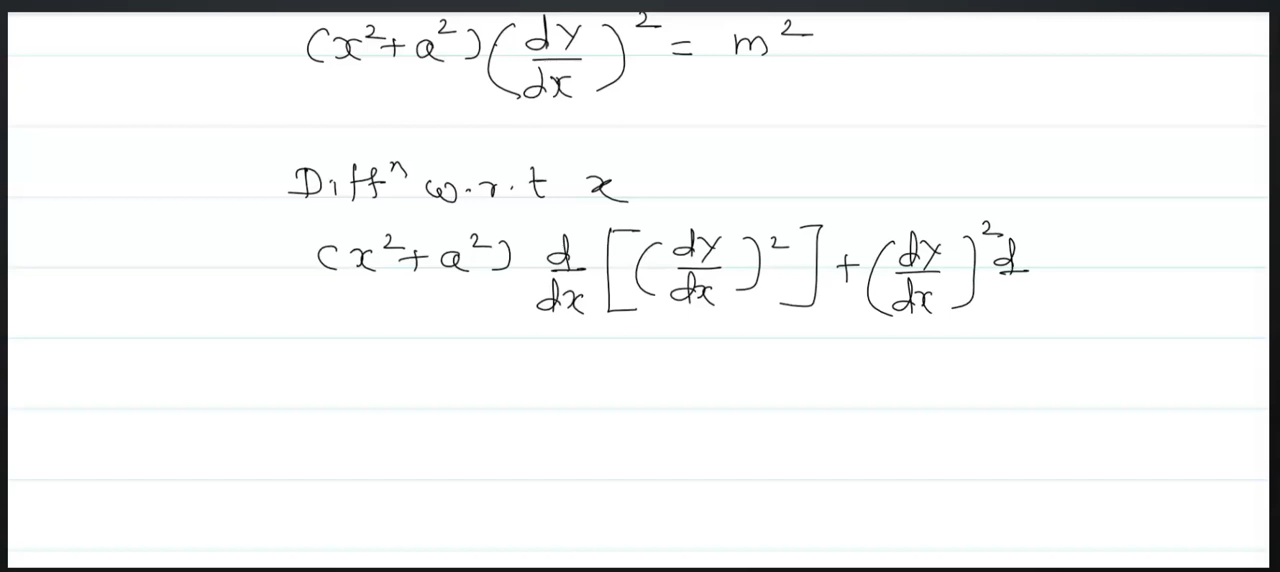 (x²+a²)(dy/dx)² = m²
Diffⁿ w.r.t x
(x²+a²) d/dx [(dy/dx)²] + (dy/dx)² d